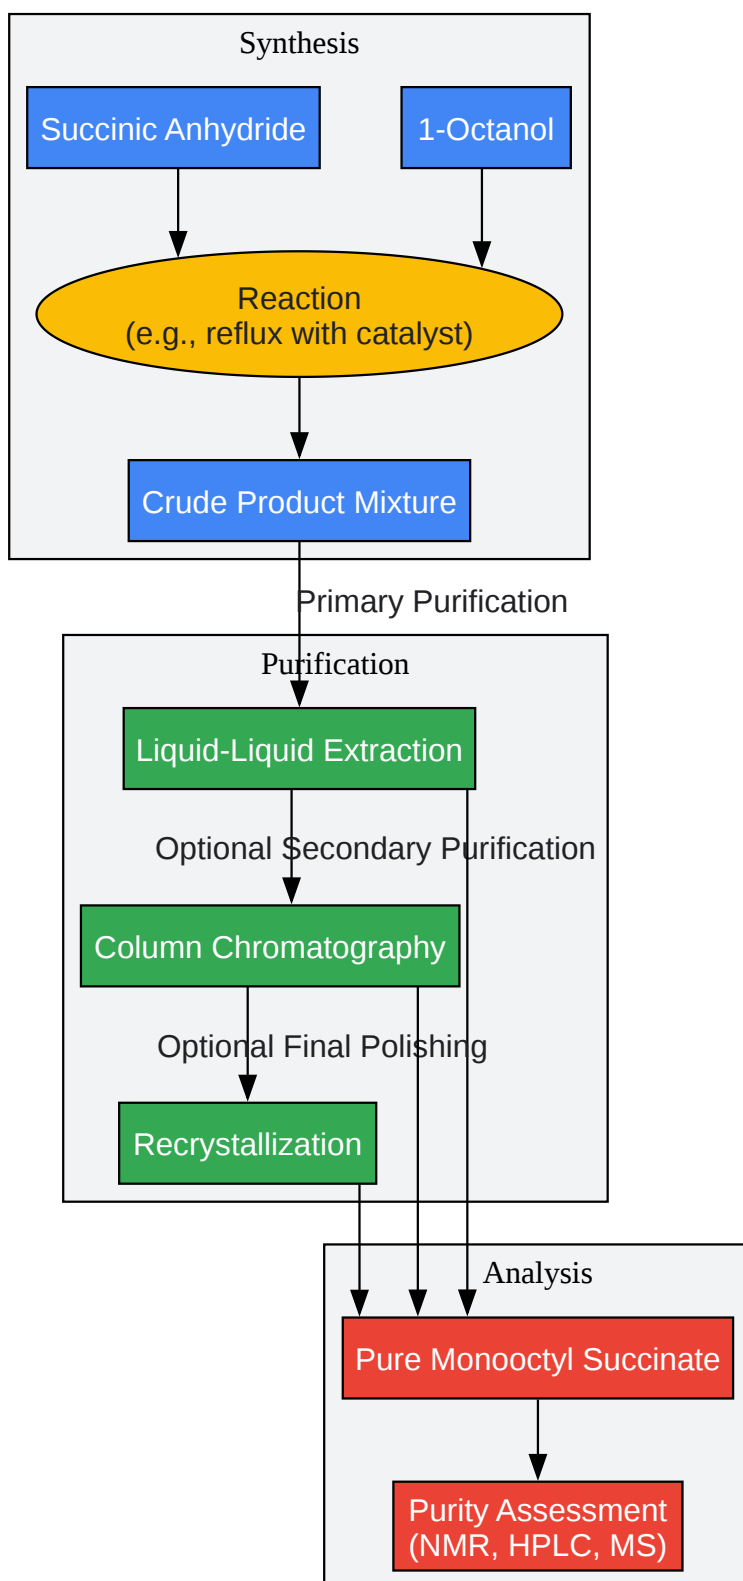 Synthesis
Succinic Anhydride
1-Octanol
Reaction
(e.g., reflux with catalyst)
Crude Product Mixture
Primary Purification
Purification
Liquid-Liquid Extraction
Optional Secondary Purification
Column Chromatography
Optional Final Polishing
Recrystallization
Analysis
Pure Monooctyl Succinate
Purity Assessment
(NMR, HPLC, MS)